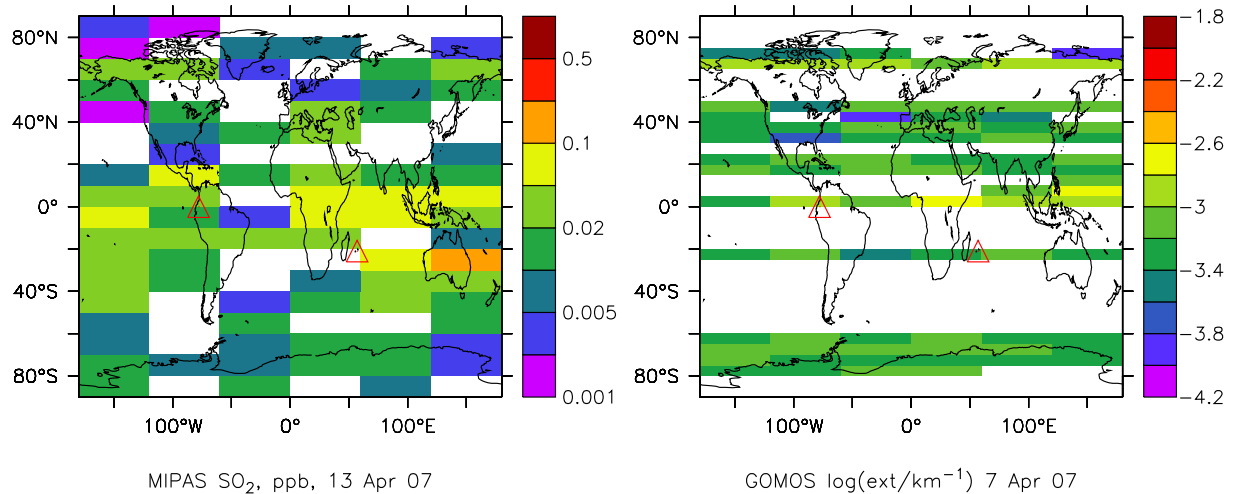 80°N
40°N
0°
40°S
80°S
100°W 0° 100°E
0.5
0.1
0.02
0.005
0.001
MIPAS SO₂, ppb, 13 Apr 07
80°N
40°N
0°
40°S
80°S
100°W 0° 100°E
−1.8
−2.2
−2.6
−3
−3.4
−3.8
−4.2
GOMOS log(ext/km⁻¹) 7 Apr 07